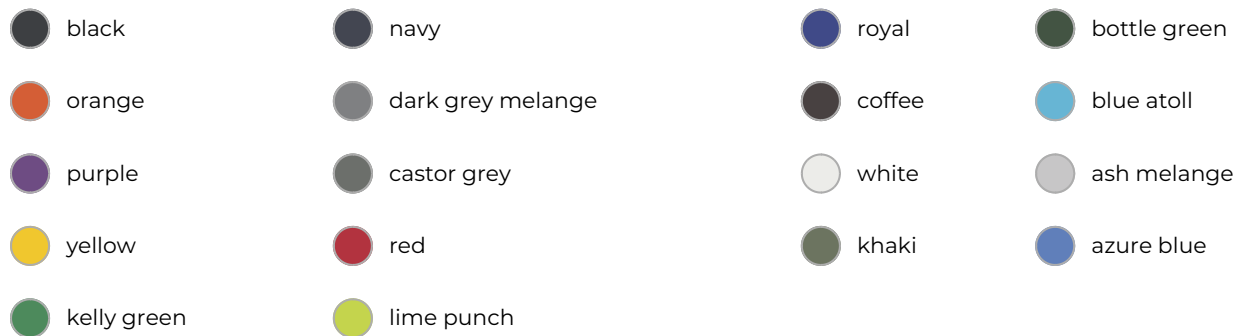 black
orange
purple
yellow
kelly green
navy
dark grey melange
castor grey
red
lime punch
royal
coffee
white
khaki
bottle green
blue atoll
ash melange
azure blue